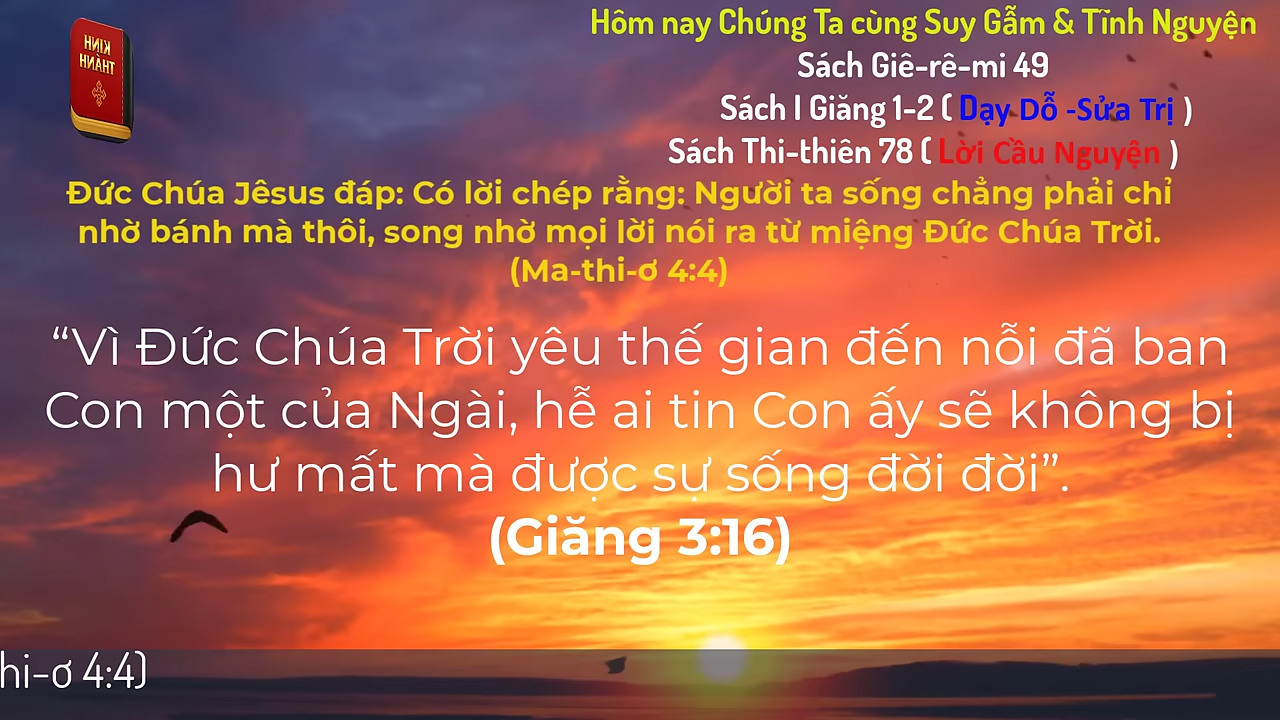 KINH
THÁNH
Hôm nay Chúng Ta cùng Suy Gẫm & Tĩnh Nguyện
Sách Giê-rê-mi 49
Sách I Giăng 1-2 ( Dạy Dỗ -Sửa Trị )
Sách Thi-thiên 78 ( Lời Cầu Nguyện )
Đức Chúa Jêsus đáp: Có lời chép rằng: Người ta sống chẳng phải chỉ
nhờ bánh mà thôi, song nhờ mọi lời nói ra từ miệng Đức Chúa Trời.
(Ma-thi-ơ 4:4)
“Vì Đức Chúa Trời yêu thế gian đến nỗi đã ban
Con một của Ngài, hễ ai tin Con ấy sẽ không bị
hư mất mà được sự sống đời đời”.
(Giăng 3:16)
hi-ơ 4:4)